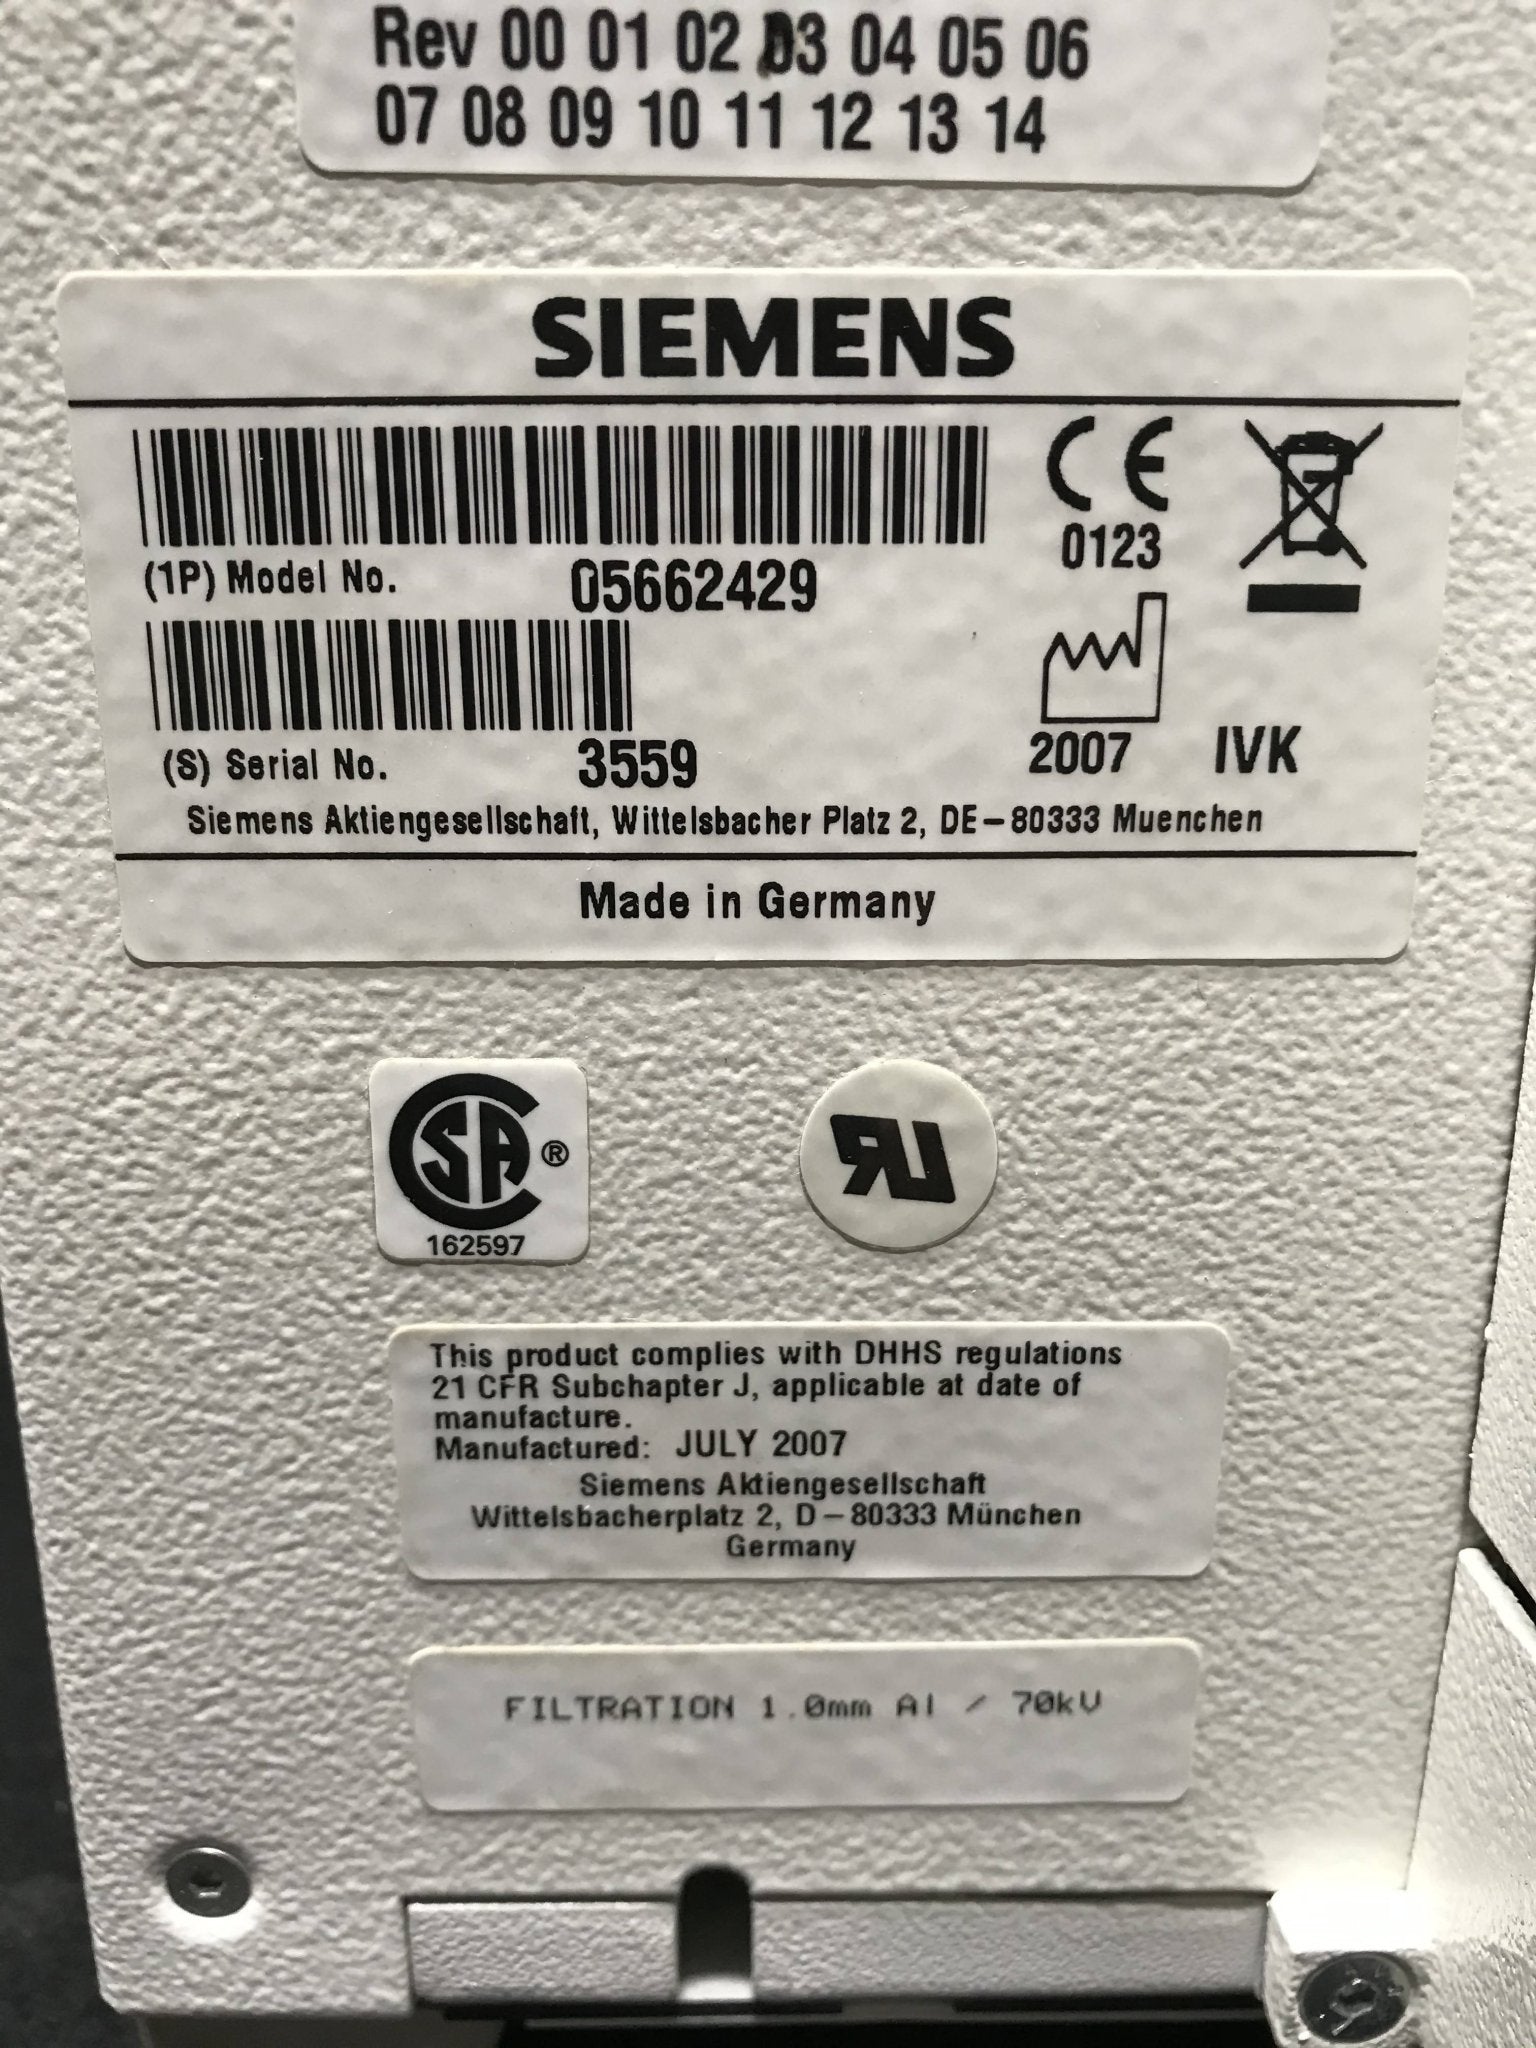 Rev 00 01 02 03 04 05 06
07 08 09 10 11 12 13 14
SIEMENS
(1P) Model No. 05662429
CE
0123
(S) Serial No. 3559
2007 IVK
Siemens Aktiengesellschaft, Wittelsbacher Platz 2, DE-80333 Muenchen
Made in Germany
CSA ®
162597
UR
This product complies with DHHS regulations
21 CFR Subchapter J, applicable at date of
manufacture.
Manufactured: JULY 2007
Siemens Aktiengesellschaft
Wittelsbacherplatz 2, D-80333 München
Germany
FILTRATION 1.0mm Al / 70kV